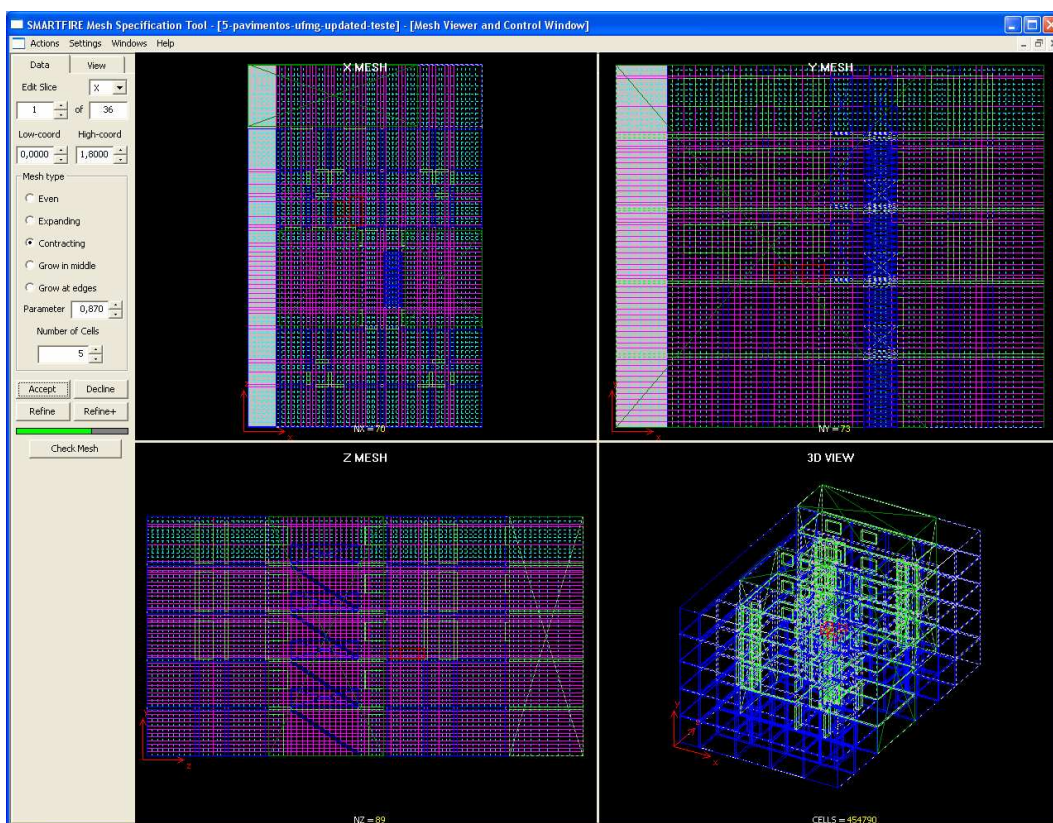 SMARTFIRE Mesh Specification Tool - [5-pavimentos-ufmg-updated-teste] - [Mesh Viewer and Control Window]
Actions Settings Windows Help
Data View
Edit Slice X
1 of 36
Low-coord High-coord
0,0000 1,8000
Mesh type
Even
Expanding
Contracting
Grow in middle
Grow at edges
Parameter 0,870
Number of Cells
5
Accept Decline
Refine Refine+
Check Mesh
X MESH
X
NX = 70
Y MESH
X
NY = 73
Z MESH
Z
NZ = 89
3D VIEW
Y
X
CELLS = 454790